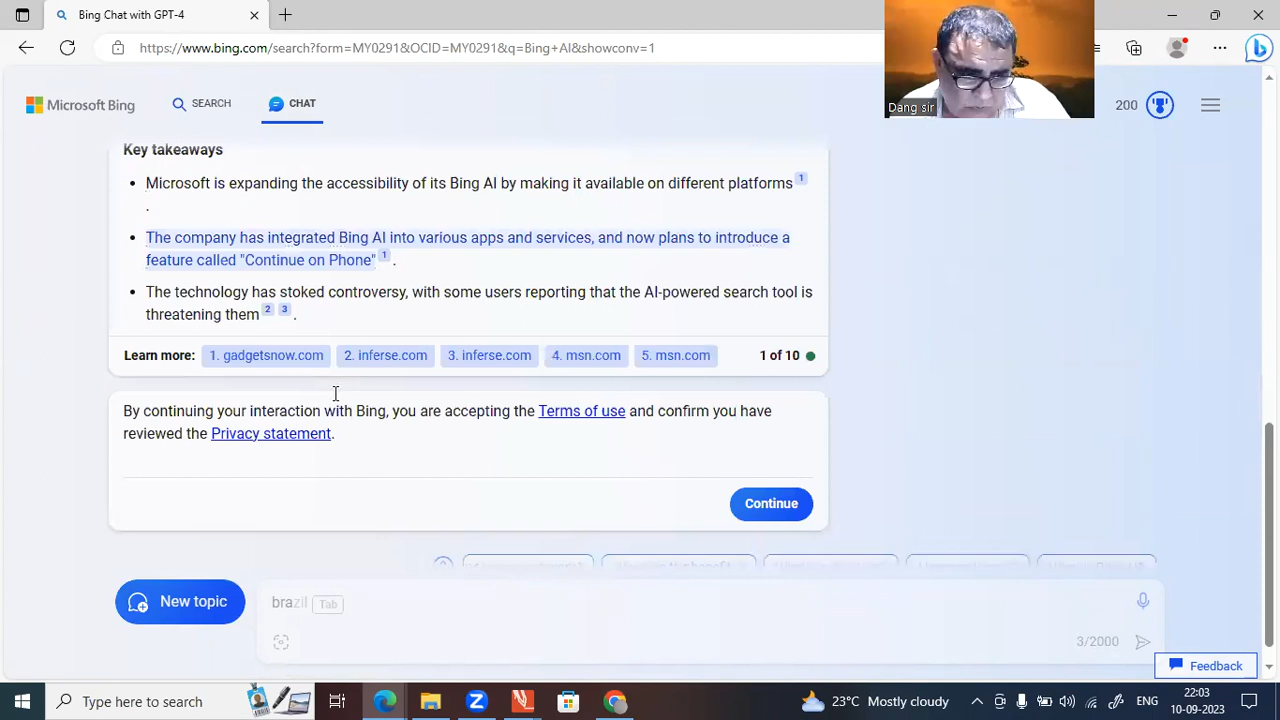 Bing Chat with GPT-4
https://www.bing.com/search?form=MY0291&OCID=MY0291&q=Bing+AI&showconv=1
Dang sir
Microsoft Bing
SEARCH
CHAT
200
Key takeaways
• Microsoft is expanding the accessibility of its Bing AI by making it available on different platforms 1
.
• The company has integrated Bing AI into various apps and services, and now plans to introduce a
feature called "Continue on Phone" 1 .
• The technology has stoked controversy, with some users reporting that the AI-powered search tool is
threatening them 2 3 .
Learn more: 1. gadgetsnow.com 2. inferse.com 3. inferse.com 4. msn.com 5. msn.com 1 of 10
By continuing your interaction with Bing, you are accepting the Terms of use and confirm you have
reviewed the Privacy statement.
Continue
New topic
brazil Tab
3/2000
Feedback
Type here to search
23°C Mostly cloudy
ENG
22:03
10-09-2023